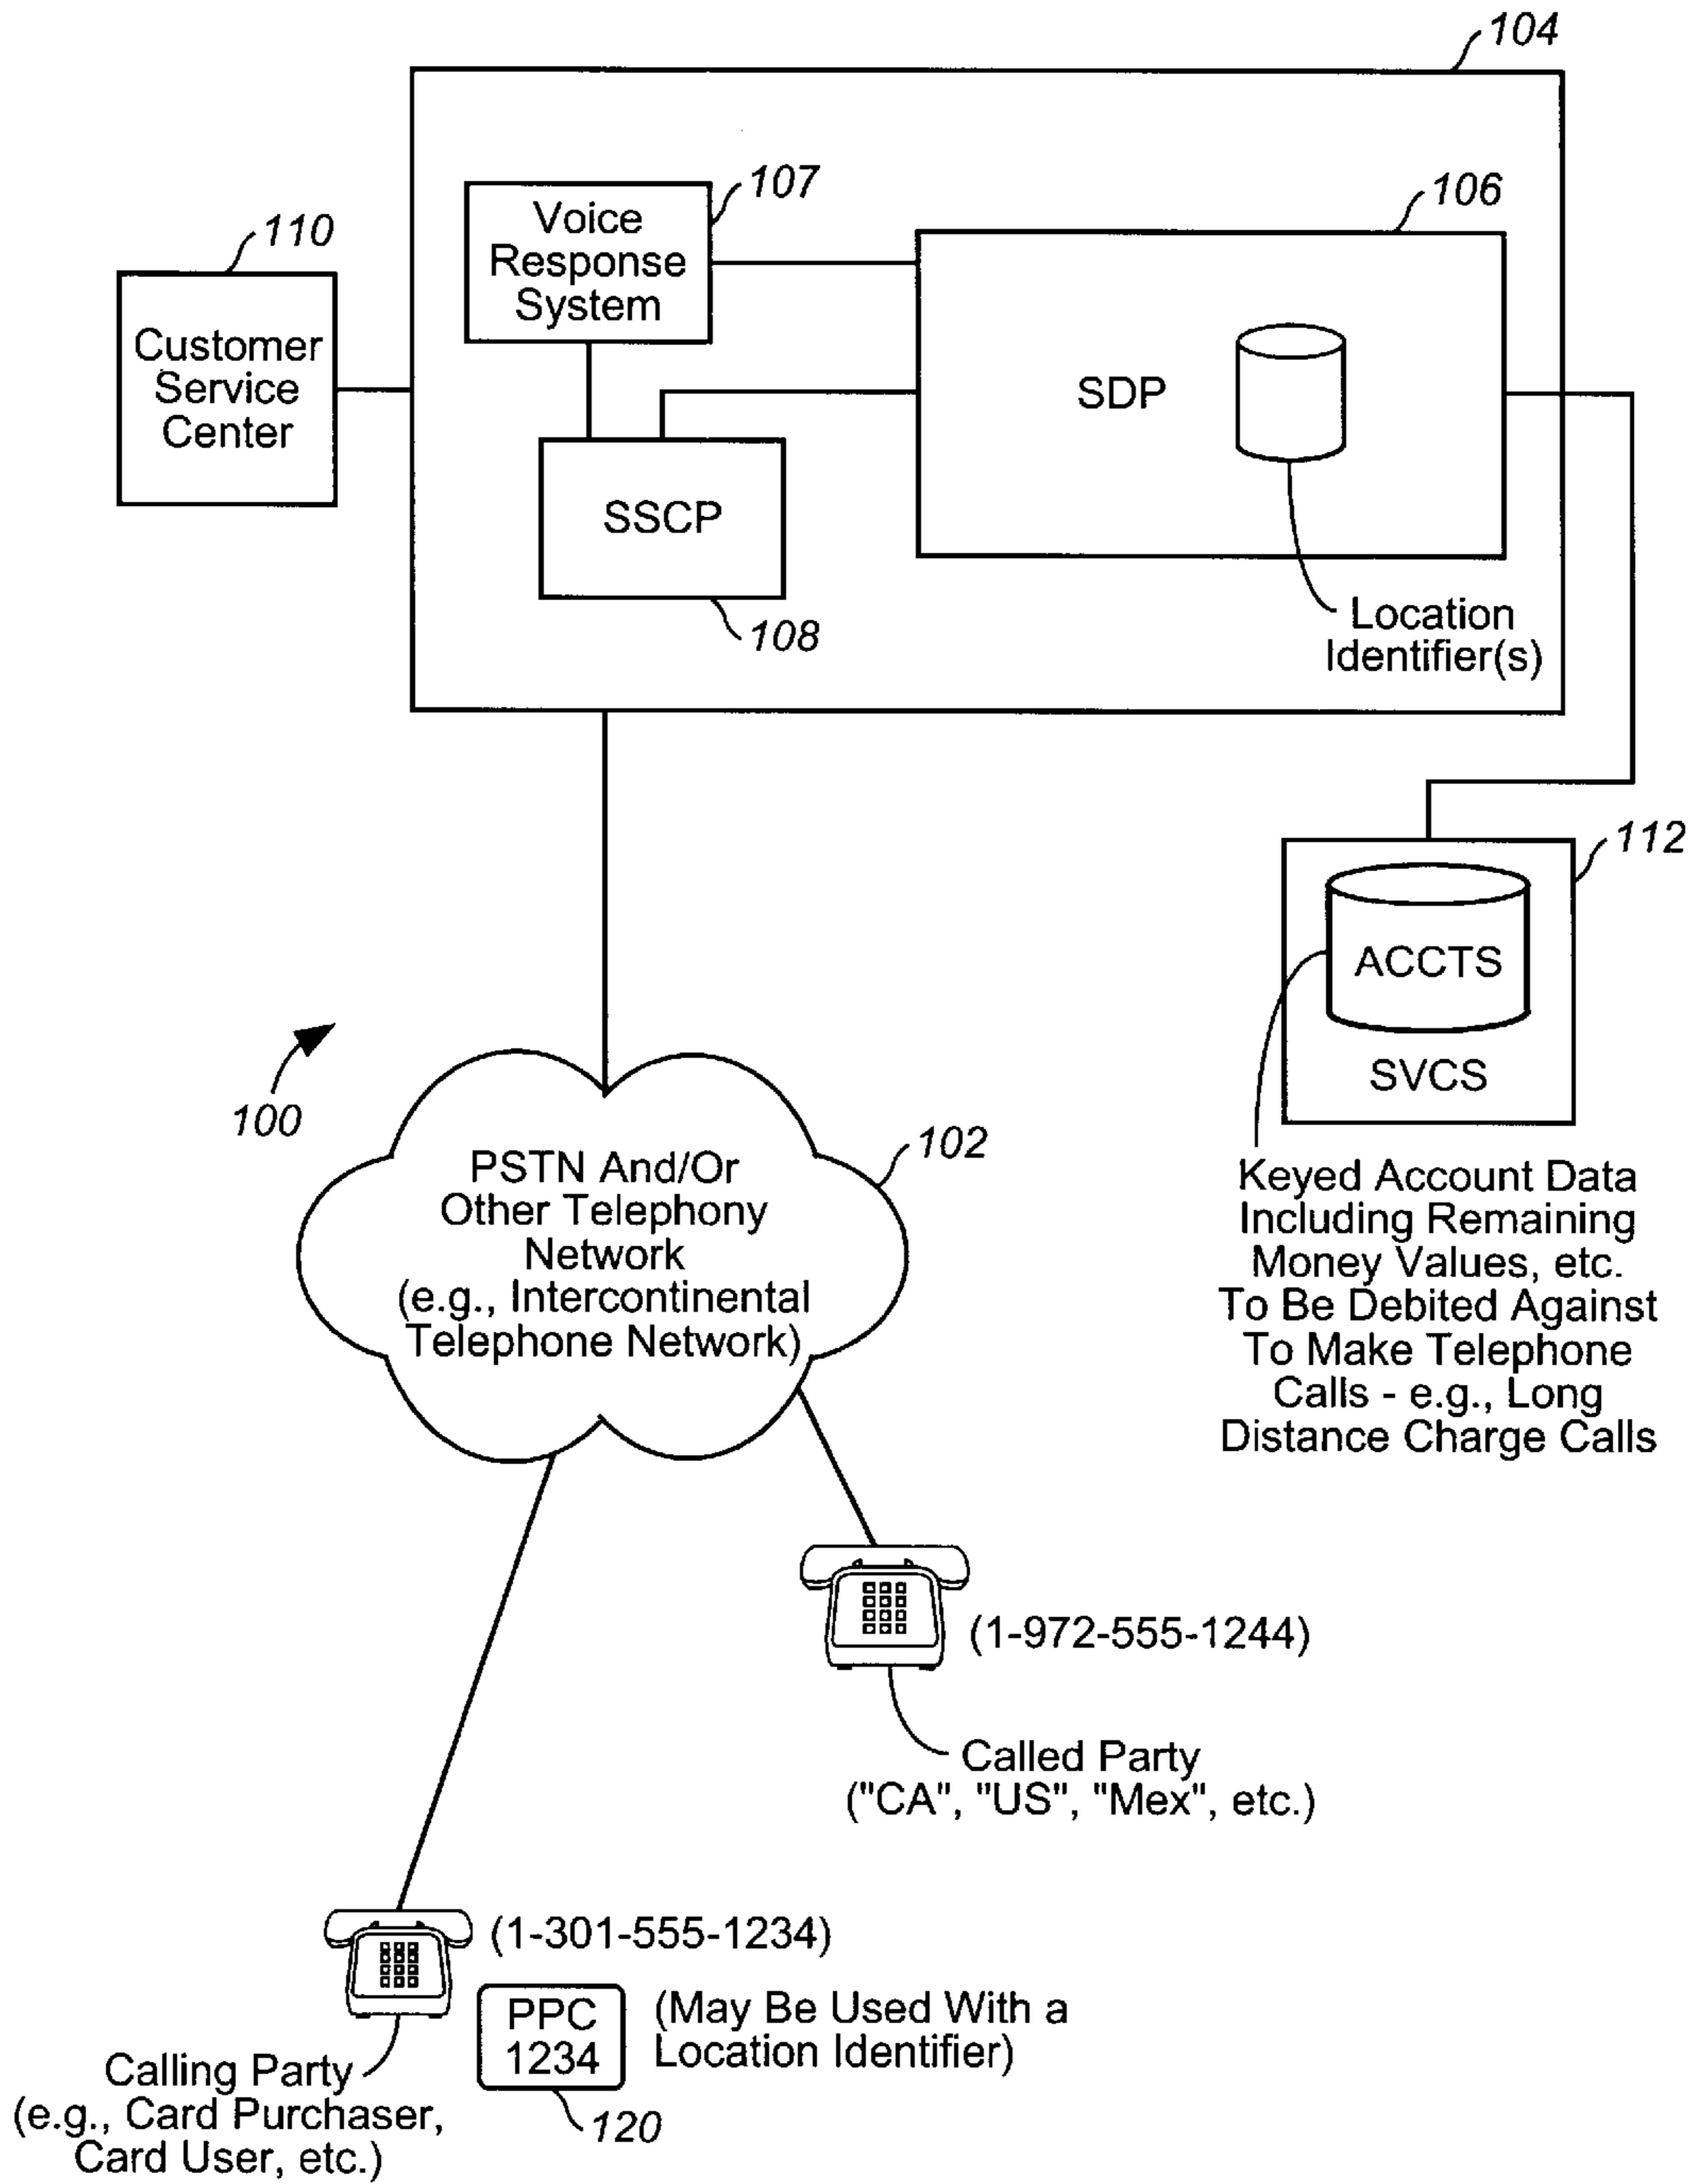 104
107
106
110
Voice
Response
System
Customer
Service
Center
SDP
SSCP
108
Location
Identifier(s)
112
ACCTS
SVCS
100
102
PSTN And/Or
Other Telephony
Network
(e.g., Intercontinental
Telephone Network)
Keyed Account Data
Including Remaining
Money Values, etc.
To Be Debited Against
To Make Telephone
Calls - e.g., Long
Distance Charge Calls
(1-972-555-1244)
Called Party
("CA", "US", "Mex", etc.)
(1-301-555-1234)
PPC
1234
(May Be Used With a
Location Identifier)
120
Calling Party
(e.g., Card Purchaser,
Card User, etc.)